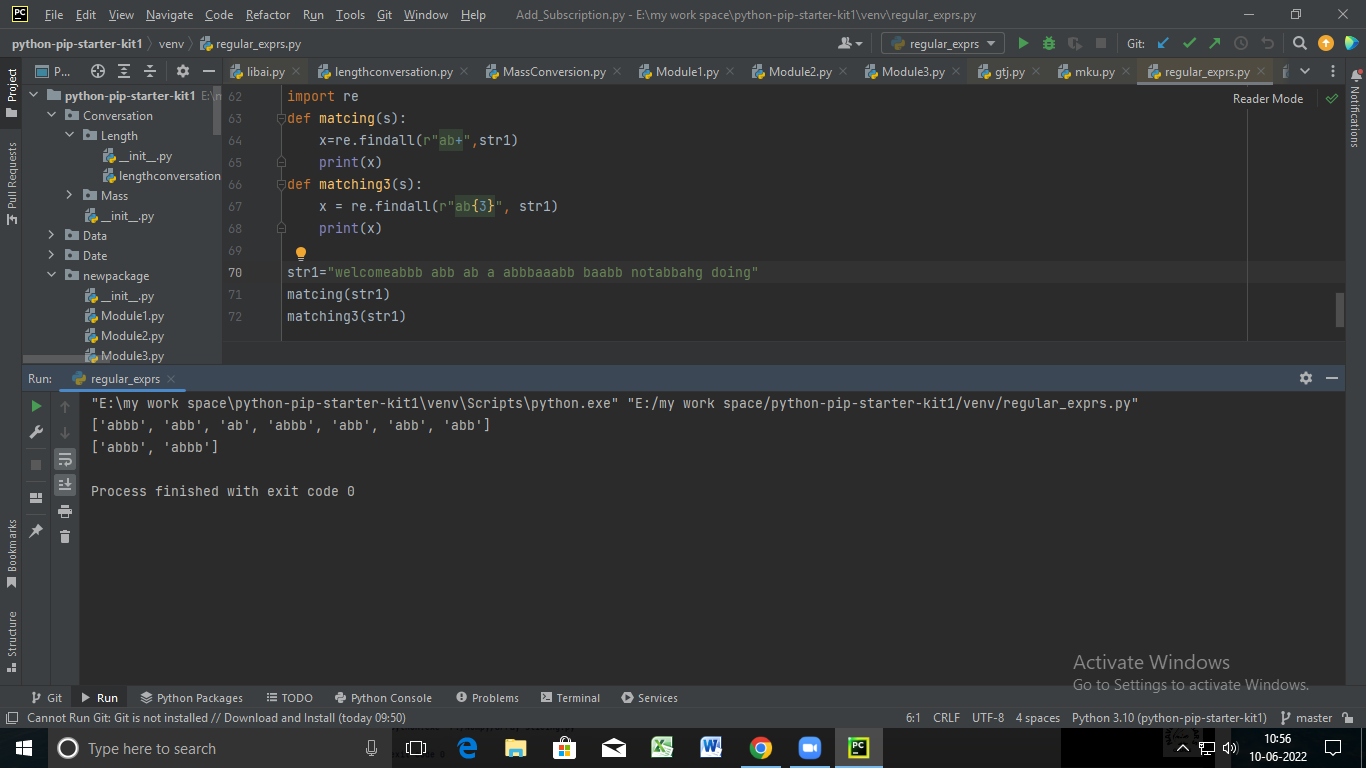 PC File Edit View Navigate Code Refactor Run Tools Git Window Help Add_Subscription.py - E:\my work space\python-pip-starter-kit1\venv\regular_exprs.py
python-pip-starter-kit1 venv regular_exprs.py regular_exprs Git:
Project P... libai.py lengthconversation.py MassConversion.py Module1.py Module2.py Module3.py gtj.py mku.py regular_exprs.py Notifications
python-pip-starter-kit1 E:\
Conversation
Length
__init__.py
lengthconversation
Mass
__init__.py
Data
Date
newpackage
__init__.py
Module1.py
Module2.py
Module3.py
Pull Requests
Reader Mode
62 import re
63 def matcing(s):
64 x=re.findall(r"ab+",str1)
65 print(x)
66 def matching3(s):
67 x = re.findall(r"ab{3}", str1)
68 print(x)
69
70 str1="welcomeabbb abb ab a abbbaaabb baabb notabbahg doing"
71 matcing(str1)
72 matching3(str1)
Run: regular_exprs
"E:\my work space\python-pip-starter-kit1\venv\Scripts\python.exe" "E:/my work space/python-pip-starter-kit1/venv/regular_exprs.py"
['abbb', 'abb', 'ab', 'abbb', 'abb', 'abb', 'abb']
['abbb', 'abbb']
Process finished with exit code 0
Bookmarks
Structure
Activate Windows
Go to Settings to activate Windows.
Git Run Python Packages TODO Python Console Problems Terminal Services
Cannot Run Git: Git is not installed // Download and Install (today 09:50) 6:1 CRLF UTF-8 4 spaces Python 3.10 (python-pip-starter-kit1) master
Type here to search
10:56
10-06-2022